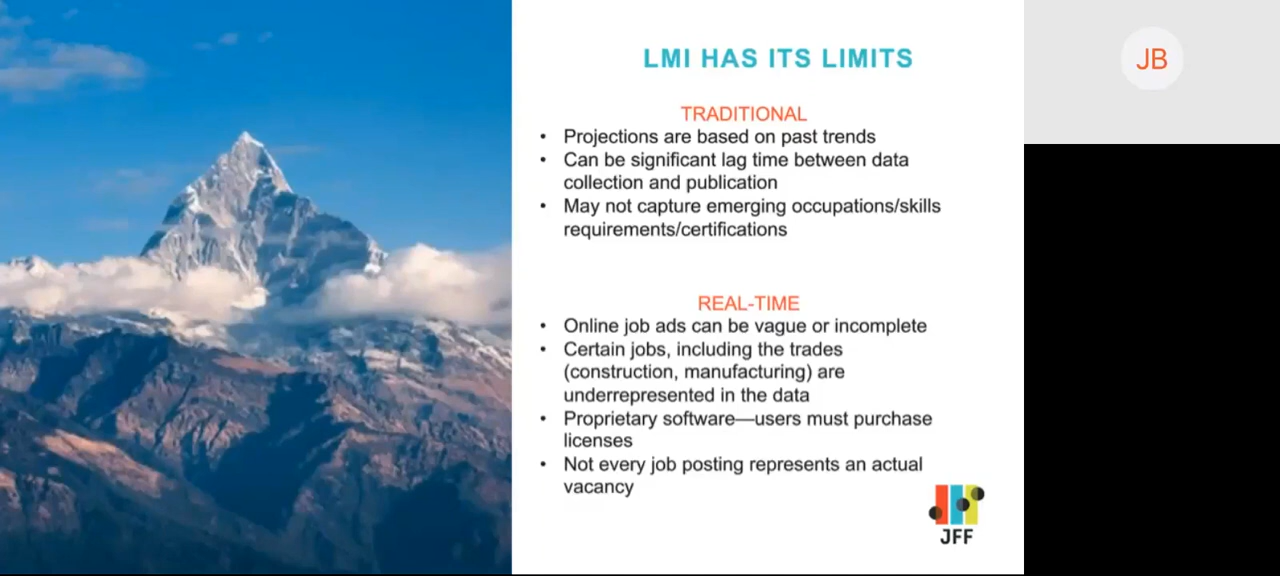 LMI HAS ITS LIMITS
TRADITIONAL
• Projections are based on past trends
• Can be significant lag time between data
collection and publication
• May not capture emerging occupations/skills
requirements/certifications
REAL-TIME
• Online job ads can be vague or incomplete
• Certain jobs, including the trades
(construction, manufacturing) are
underrepresented in the data
• Proprietary software—users must purchase
licenses
• Not every job posting represents an actual
vacancy
JFF
JB